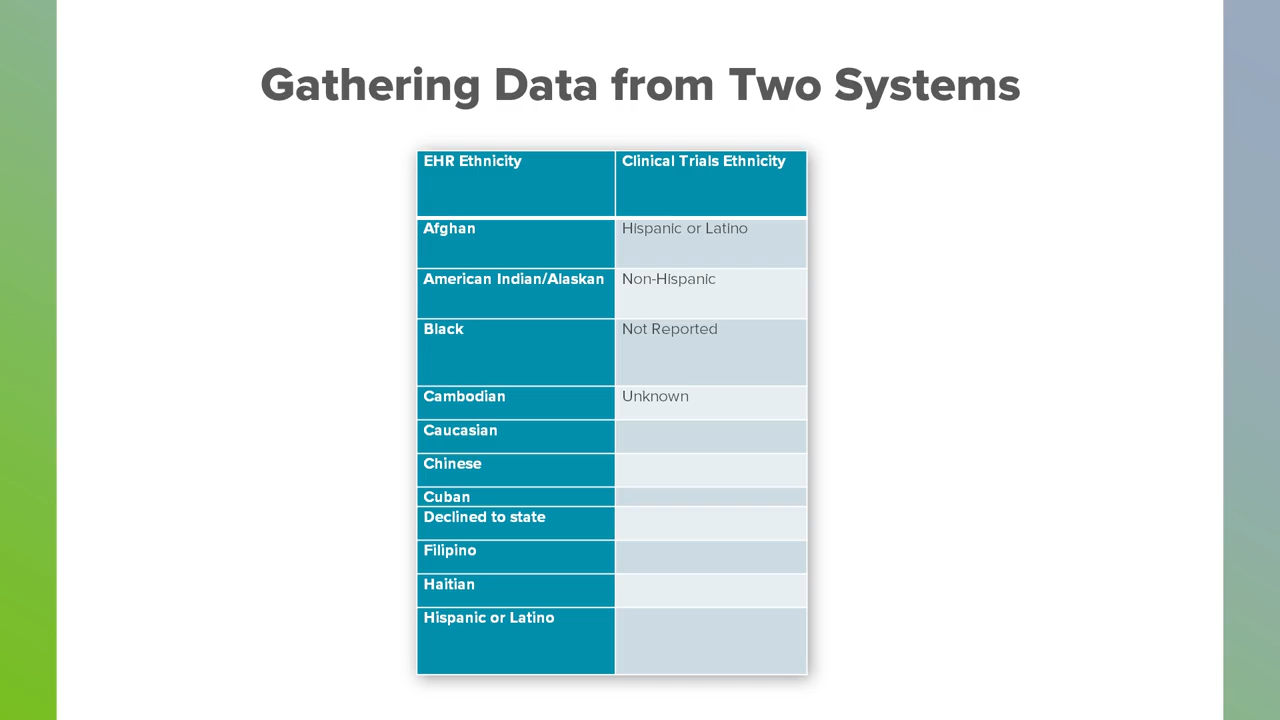 Gathering Data from Two Systems
EHR Ethnicity Clinical Trials Ethnicity
Afghan Hispanic or Latino
American Indian/Alaskan Non-Hispanic
Black Not Reported
Cambodian Unknown
Caucasian
Chinese
Cuban
Declined to state
Filipino
Haitian
Hispanic or Latino